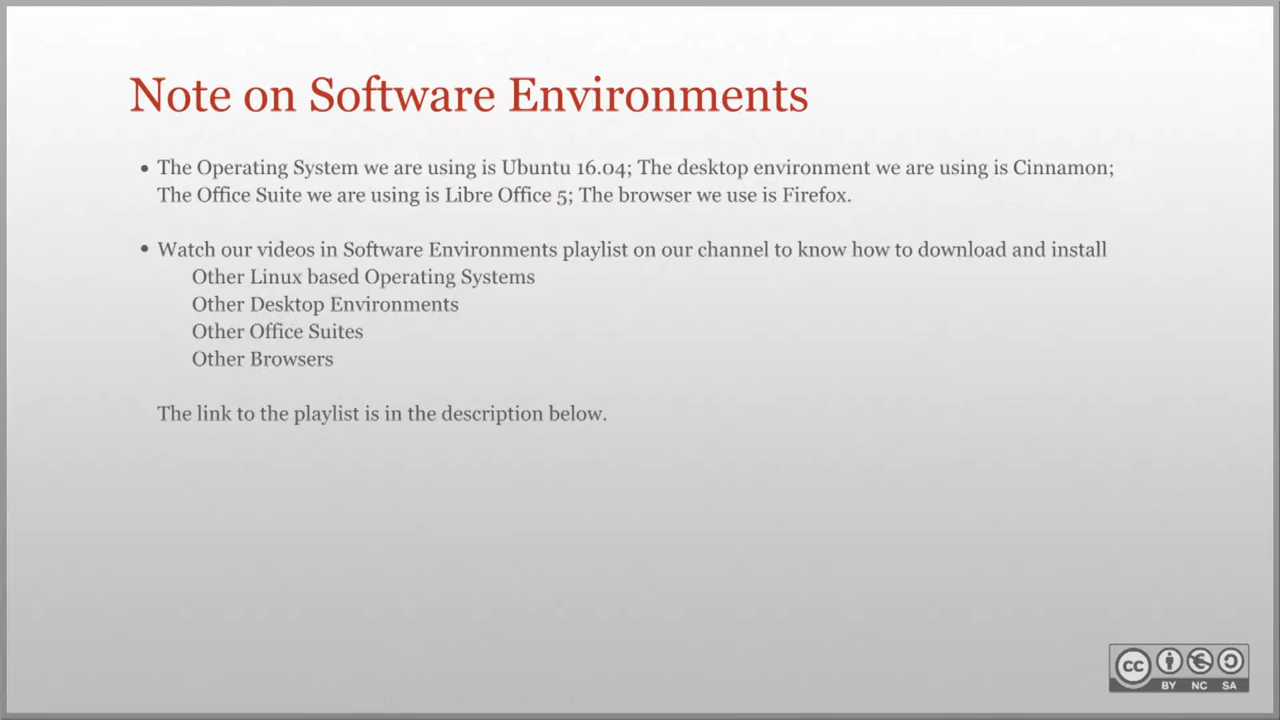 Note on Software Environments
• The Operating System we are using is Ubuntu 16.04; The desktop environment we are using is Cinnamon;
The Office Suite we are using is Libre Office 5; The browser we use is Firefox.
• Watch our videos in Software Environments playlist on our channel to know how to download and install
Other Linux based Operating Systems
Other Desktop Environments
Other Office Suites
Other Browsers
The link to the playlist is in the description below.
cc
BY NC SA